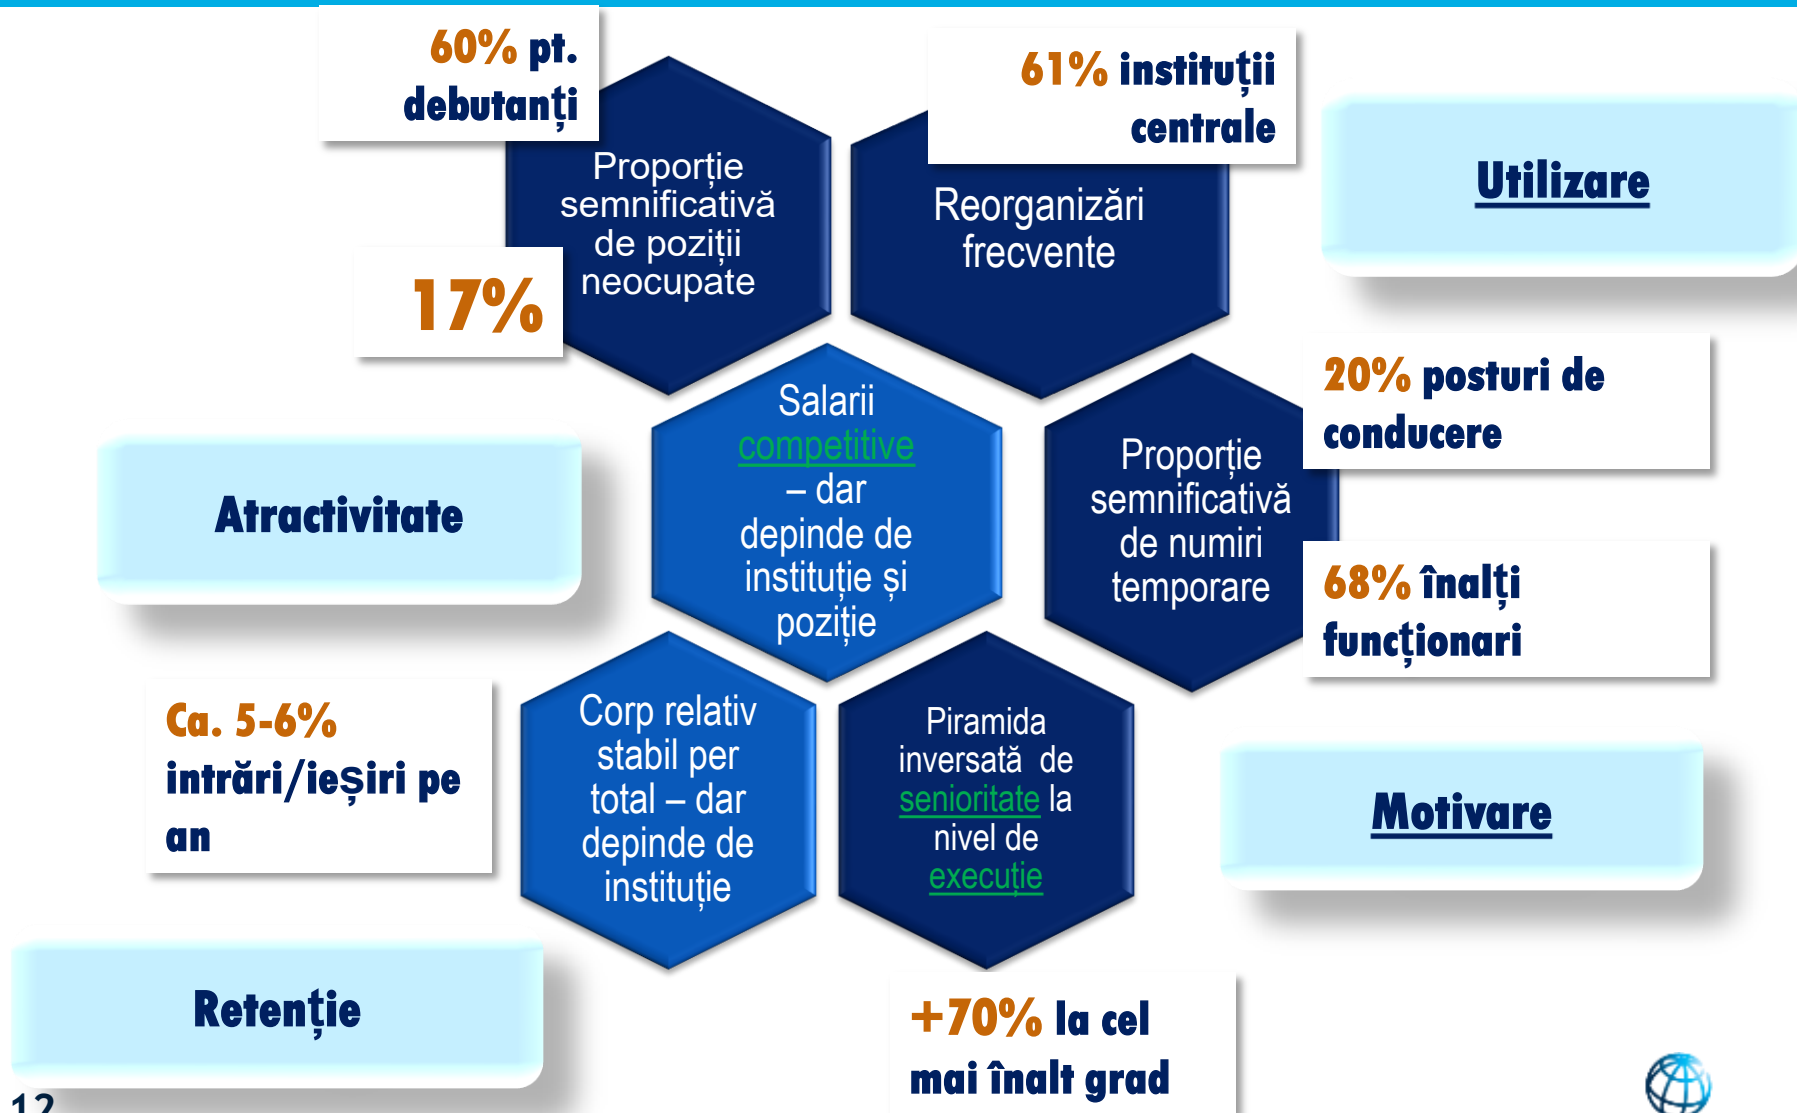 60% pt.
debutanți
61% instituții
centrale
Proporție
semnificativă
de poziții
neocupate
17%
Reorganizări
frecvente
Utilizare
Salarii
competitive
– dar
depinde de
instituție și
poziție
Proporție
semnificativă
de numiri
temporare
20% posturi de
conducere
68% înalți
funcționari
Atractivitate
Ca. 5-6%
intrări/ieșiri pe
an
Corp relativ
stabil per
total – dar
depinde de
instituție
Piramida
inversată de
senioritate la
nivel de
execuție
Motivare
Retenție
+70% la cel
mai înalt grad
12